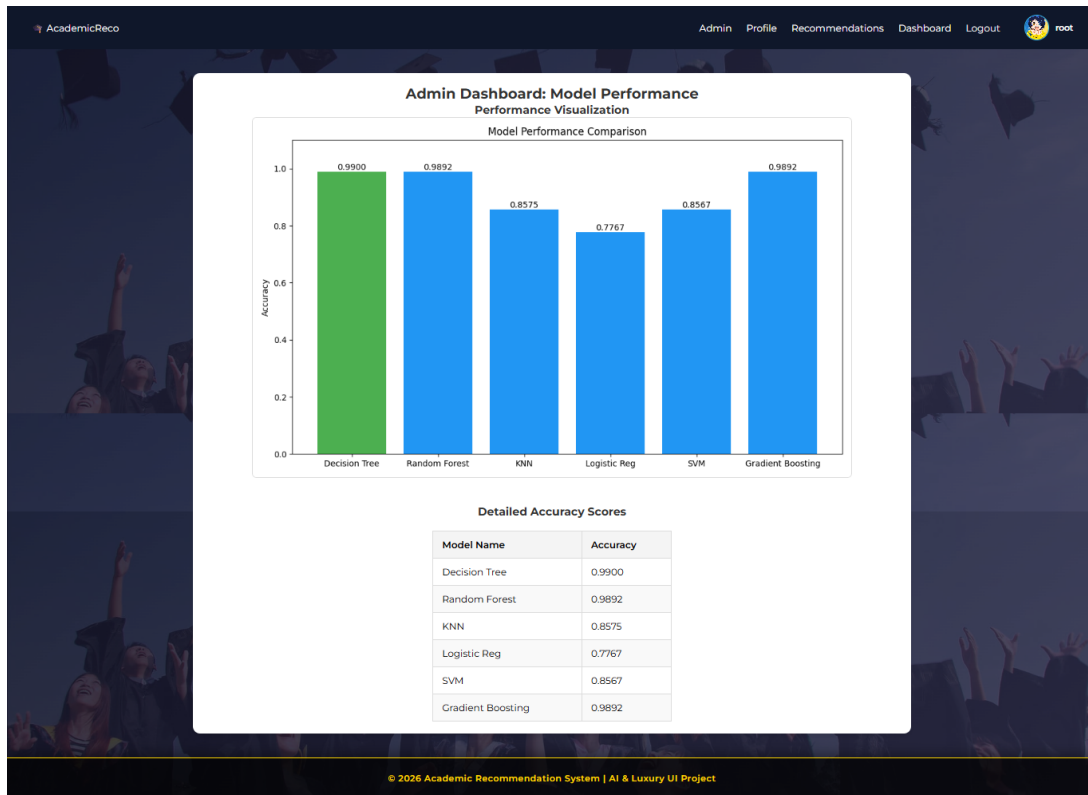 AcademicReco Admin Profile Recommendations Dashboard Logout root
Admin Dashboard: Model Performance
Performance Visualization
Model Performance Comparison
1.0
0.8
0.6
0.4
0.2
0.0
Accuracy
0.9900 0.9892 0.8575 0.7767 0.8567 0.9892
Decision Tree Random Forest KNN Logistic Reg SVM Gradient Boosting
Detailed Accuracy Scores
Model Name Accuracy
Decision Tree 0.9900
Random Forest 0.9892
KNN 0.8575
Logistic Reg 0.7767
SVM 0.8567
Gradient Boosting 0.9892
© 2026 Academic Recommendation System | AI & Luxury UI Project